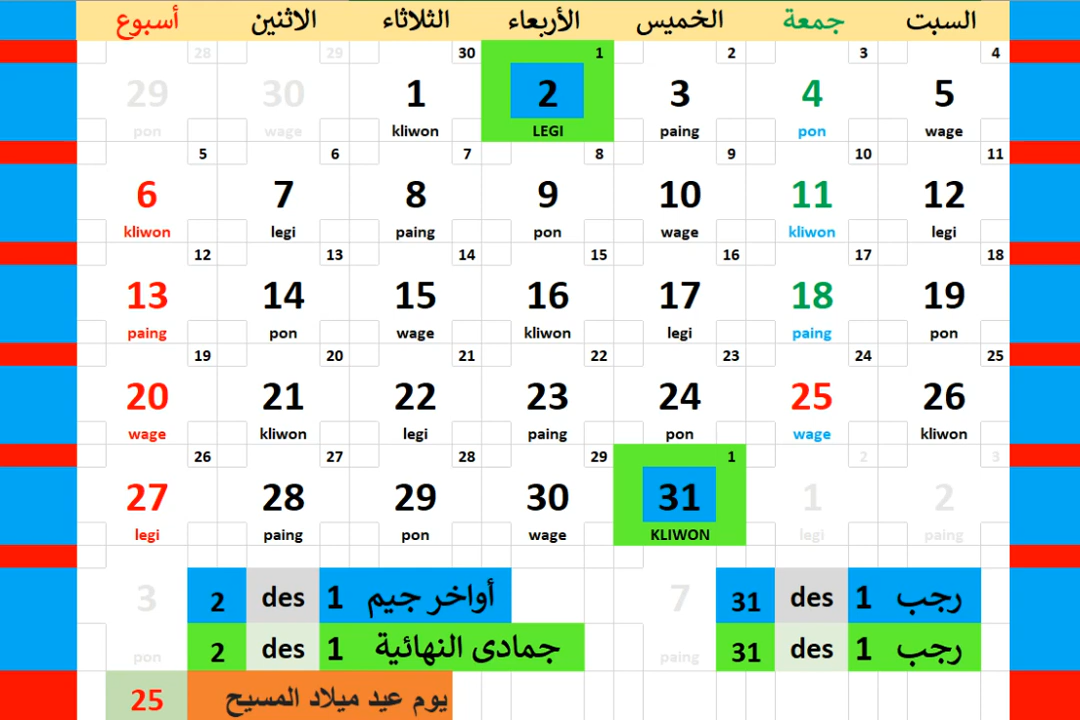 أسبوع الاثنين الثلاثاء الأربعاء الخميس جمعة السبت
28 29 30 1 2 3 4
29 30 1 2 3 4 5
pon wage kliwon LEGI paing pon wage
5 6 7 8 9 10 11
6 7 8 9 10 11 12
kliwon legi paing pon wage kliwon legi
12 13 14 15 16 17 18
13 14 15 16 17 18 19
paing pon wage kliwon legi paing pon
19 20 21 22 23 24 25
20 21 22 23 24 25 26
wage kliwon legi paing pon wage kliwon
26 27 28 29 1 2 3
27 28 29 30 31 1 2
legi paing pon wage KLIWON legi paing
3 2 des 1 أواخر جيم 7 31 des 1 رجب
pon 2 des 1 جمادى النهائية paing 31 des 1 رجب
25 يوم عيد ميلاد المسيح